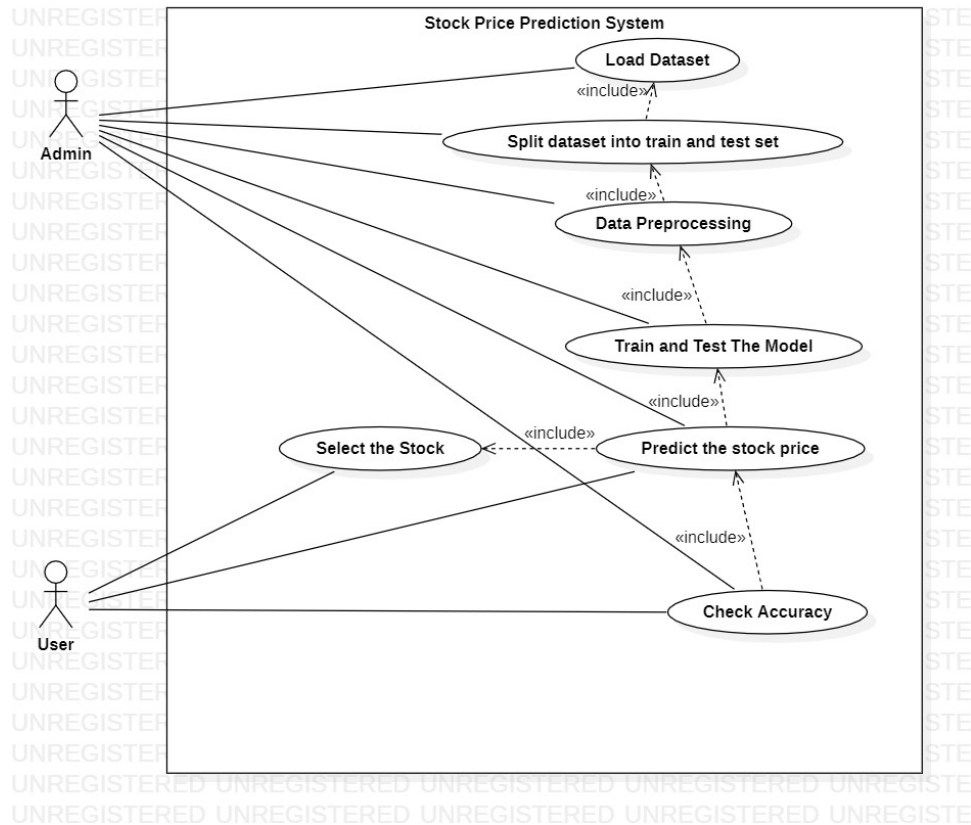 Stock Price Prediction System
Load Dataset
«include»
Admin
Split dataset into train and test set
«include»
Data Preprocessing
«include»
Train and Test The Model
«include»
«include»
Select the Stock
Predict the stock price
«include»
Check Accuracy
User
UNREGISTERED UNREGISTERED UNREGISTERED UNREGISTERED UNREGISTE
UNREGISTERED UNREGISTERED UNREGISTERED UNREGISTERED UNREGISTE